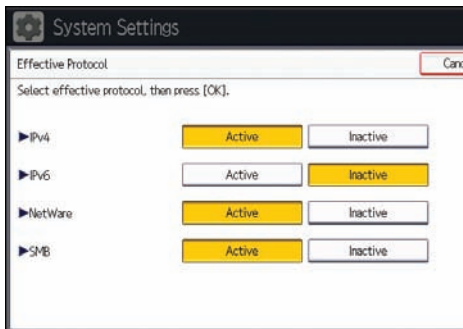 System Settings
Effective Protocol
Select effective protocol, then press [OK].
►IPv4 Active Inactive
►IPv6 Active Inactive
►NetWare Active Inactive
►SMB Active Inactive